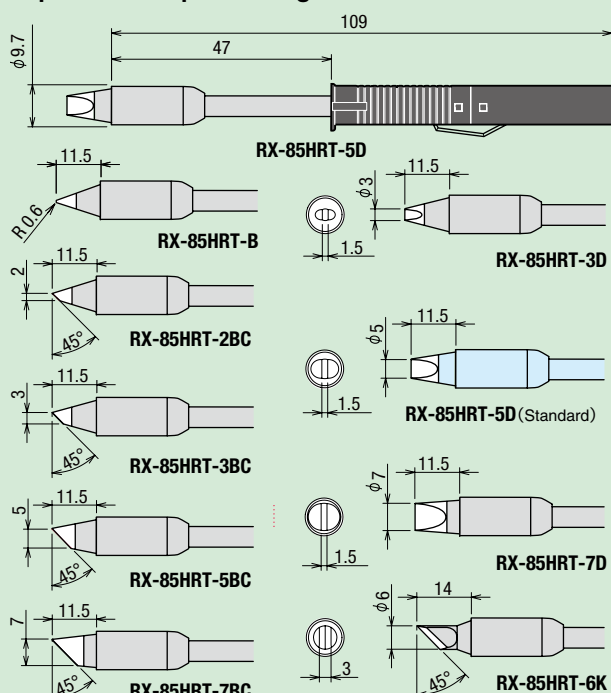 109
47
φ9.7
RX-85HRT-5D
11.5
R0.6
RX-85HRT-B
11.5
φ3
1.5
RX-85HRT-3D
11.5
2
45°
RX-85HRT-2BC
11.5
φ5
1.5
RX-85HRT-5D(Standard)
11.5
3
45°
RX-85HRT-3BC
11.5
φ7
1.5
RX-85HRT-7D
11.5
5
45°
RX-85HRT-5BC
14
φ6
3
45°
RX-85HRT-6K
11.5
7
45°
RX-85HRT-7BC